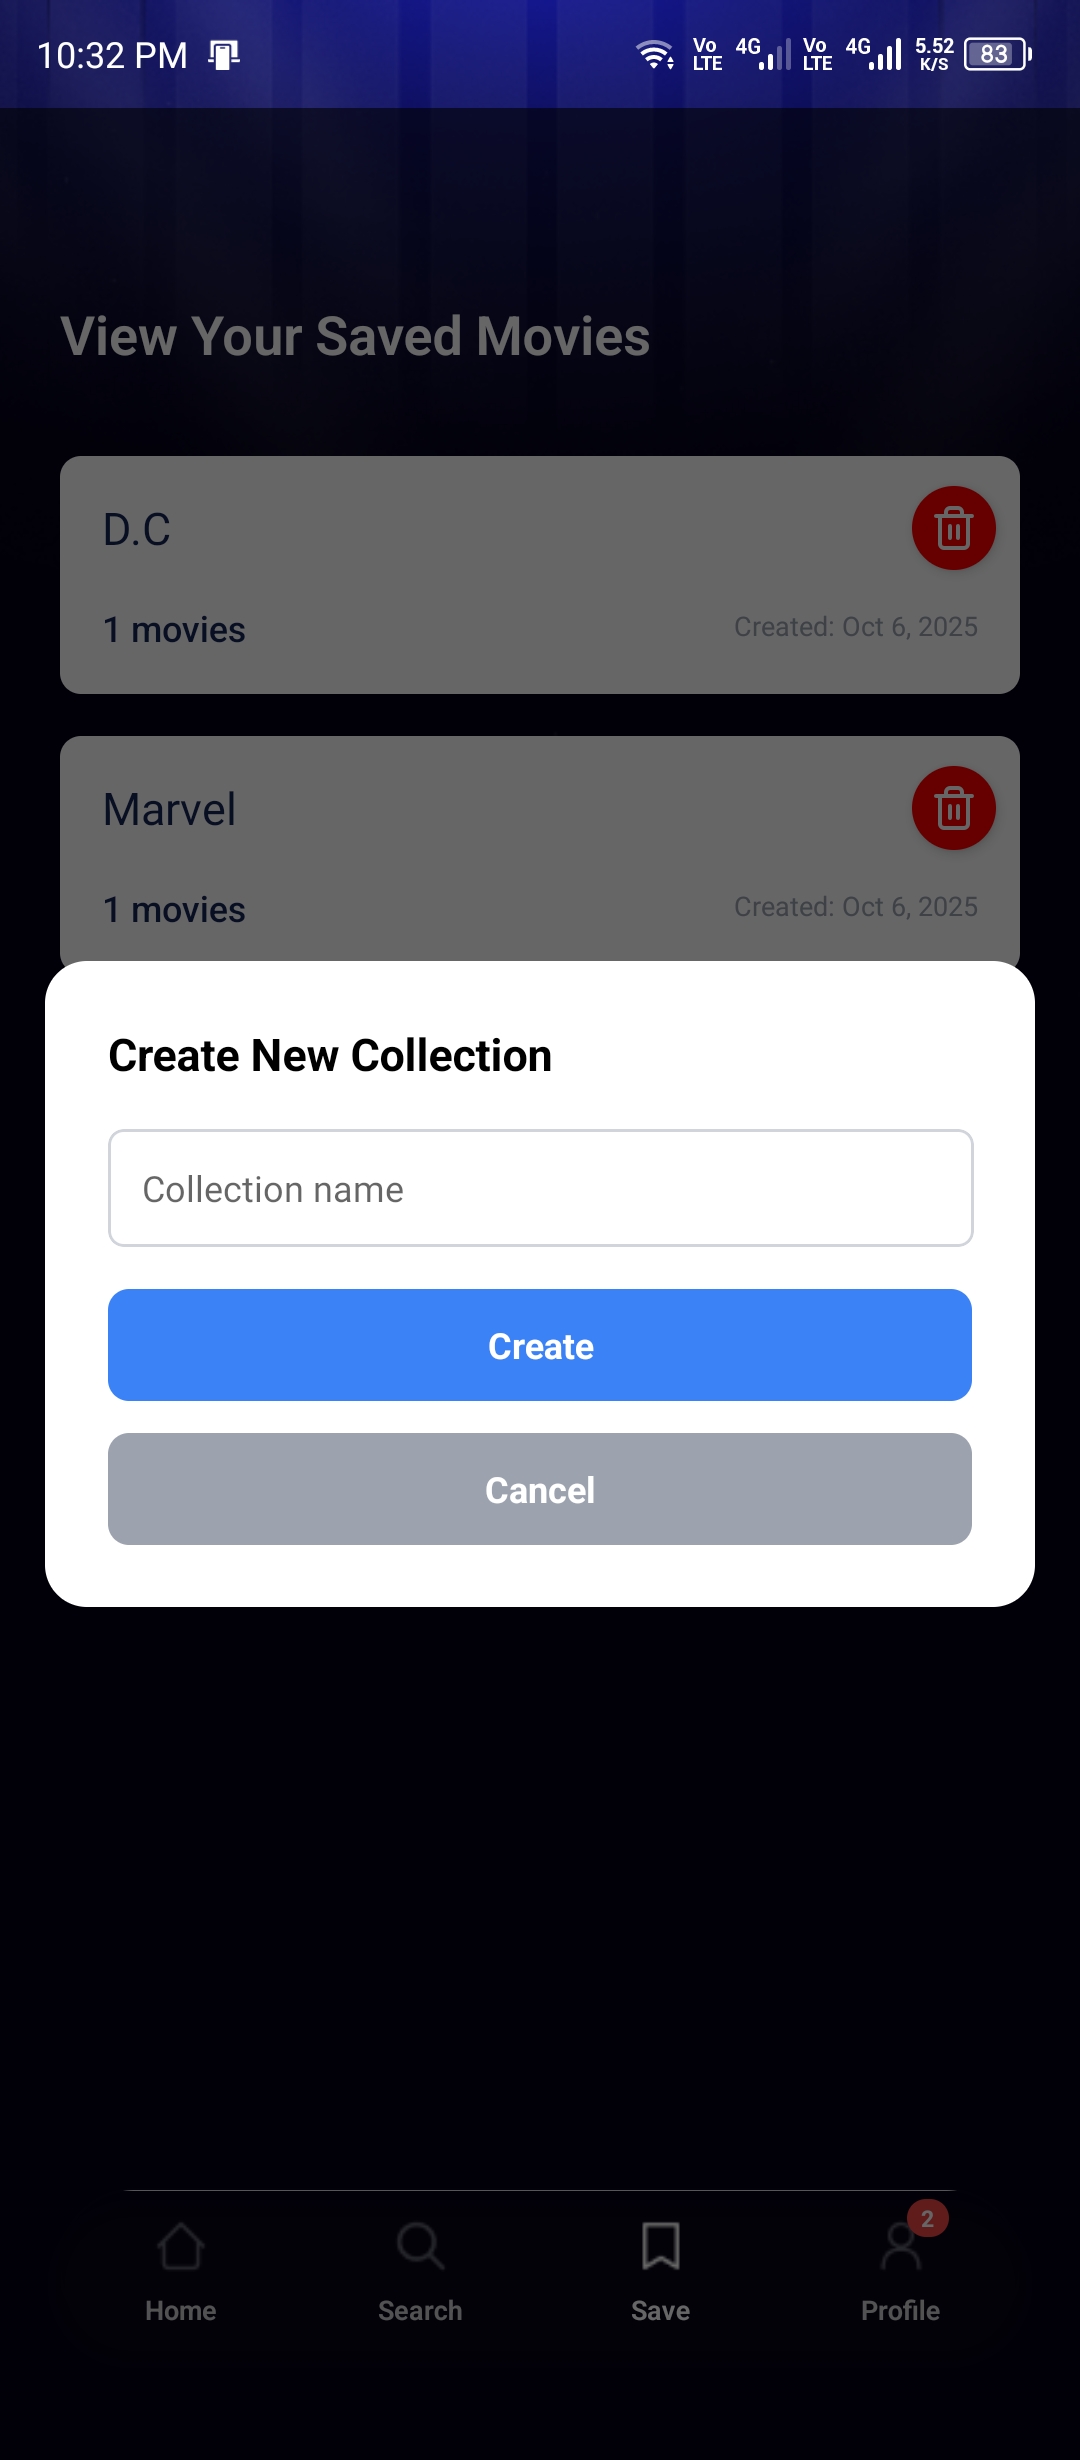 10:32 PM
Vo LTE 4G Vo LTE 4G 5.52 K/S 83
View Your Saved Movies
D.C
1 movies Created: Oct 6, 2025
Marvel
1 movies Created: Oct 6, 2025
Create New Collection
Collection name
Create
Cancel
2
Home Search Save Profile